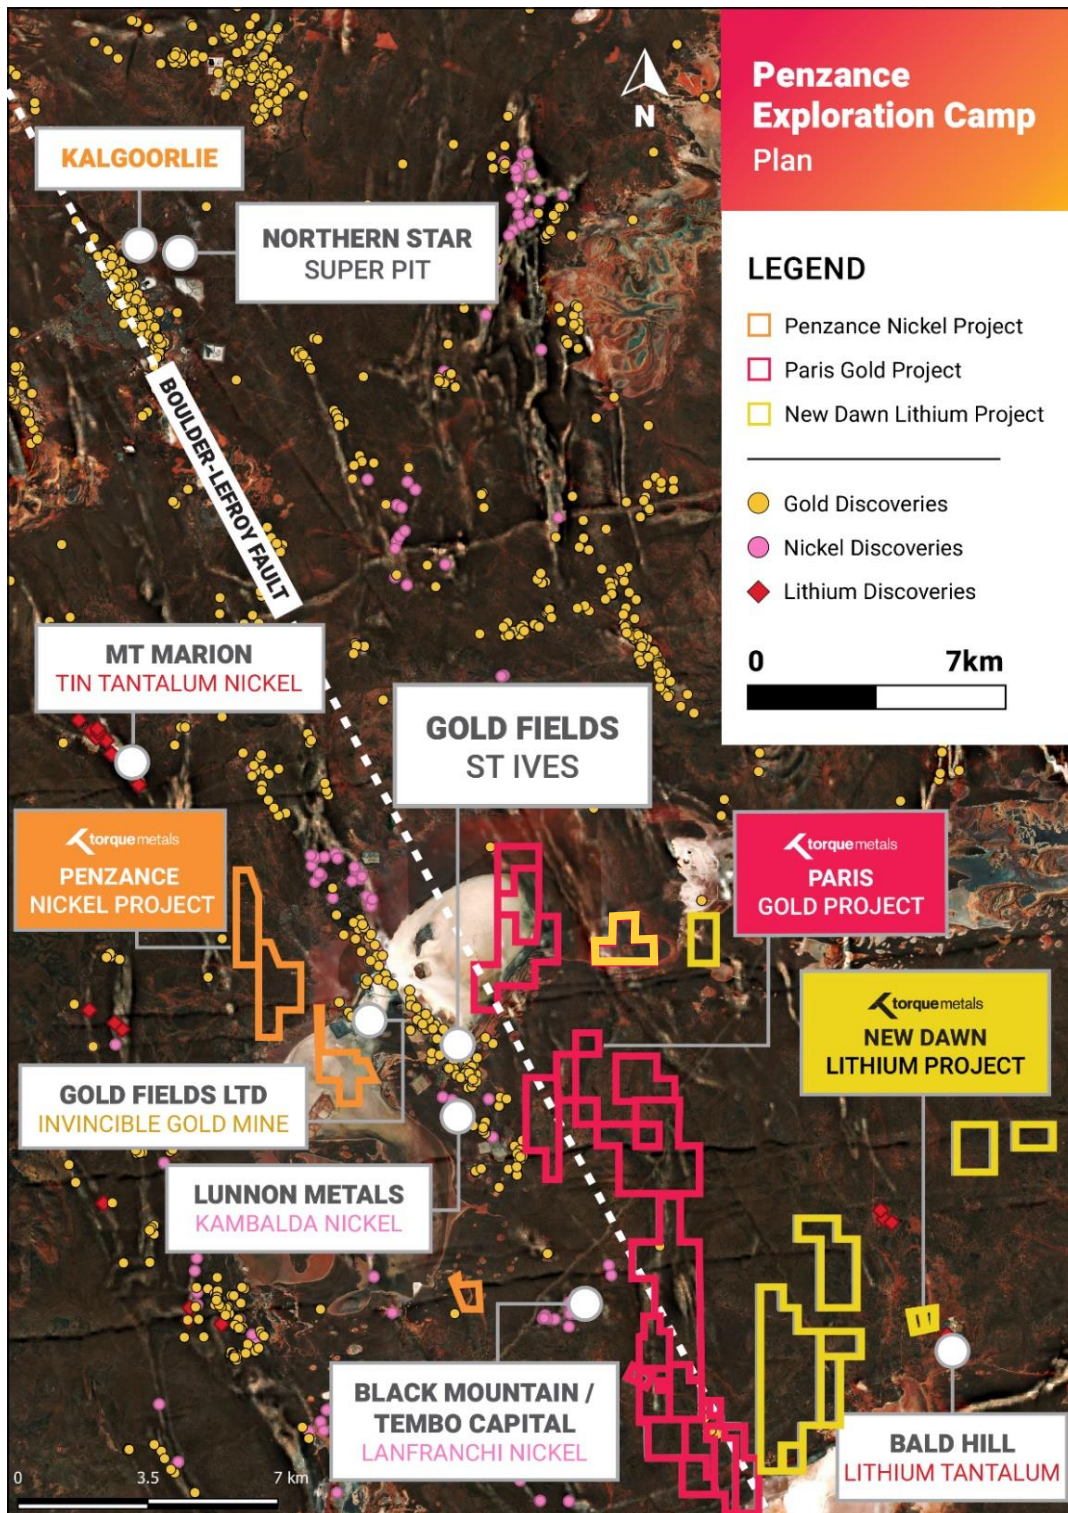 Penzance
Exploration Camp
Plan
N
KALGOORLIE
NORTHERN STAR
SUPER PIT
LEGEND
Penzance Nickel Project
Paris Gold Project
New Dawn Lithium Project
Gold Discoveries
Nickel Discoveries
Lithium Discoveries
0 7km
BOULDER-LEFROY FAULT
MT MARION
TIN TANTALUM NICKEL
GOLD FIELDS
ST IVES
torquemetals
PENZANCE
NICKEL PROJECT
torquemetals
PARIS
GOLD PROJECT
torquemetals
NEW DAWN
LITHIUM PROJECT
GOLD FIELDS LTD
INVINCIBLE GOLD MINE
LUNNON METALS
KAMBALDA NICKEL
BLACK MOUNTAIN /
TEMBO CAPITAL
LANFRANCHI NICKEL
BALD HILL
LITHIUM TANTALUM
0 3.5 7 km